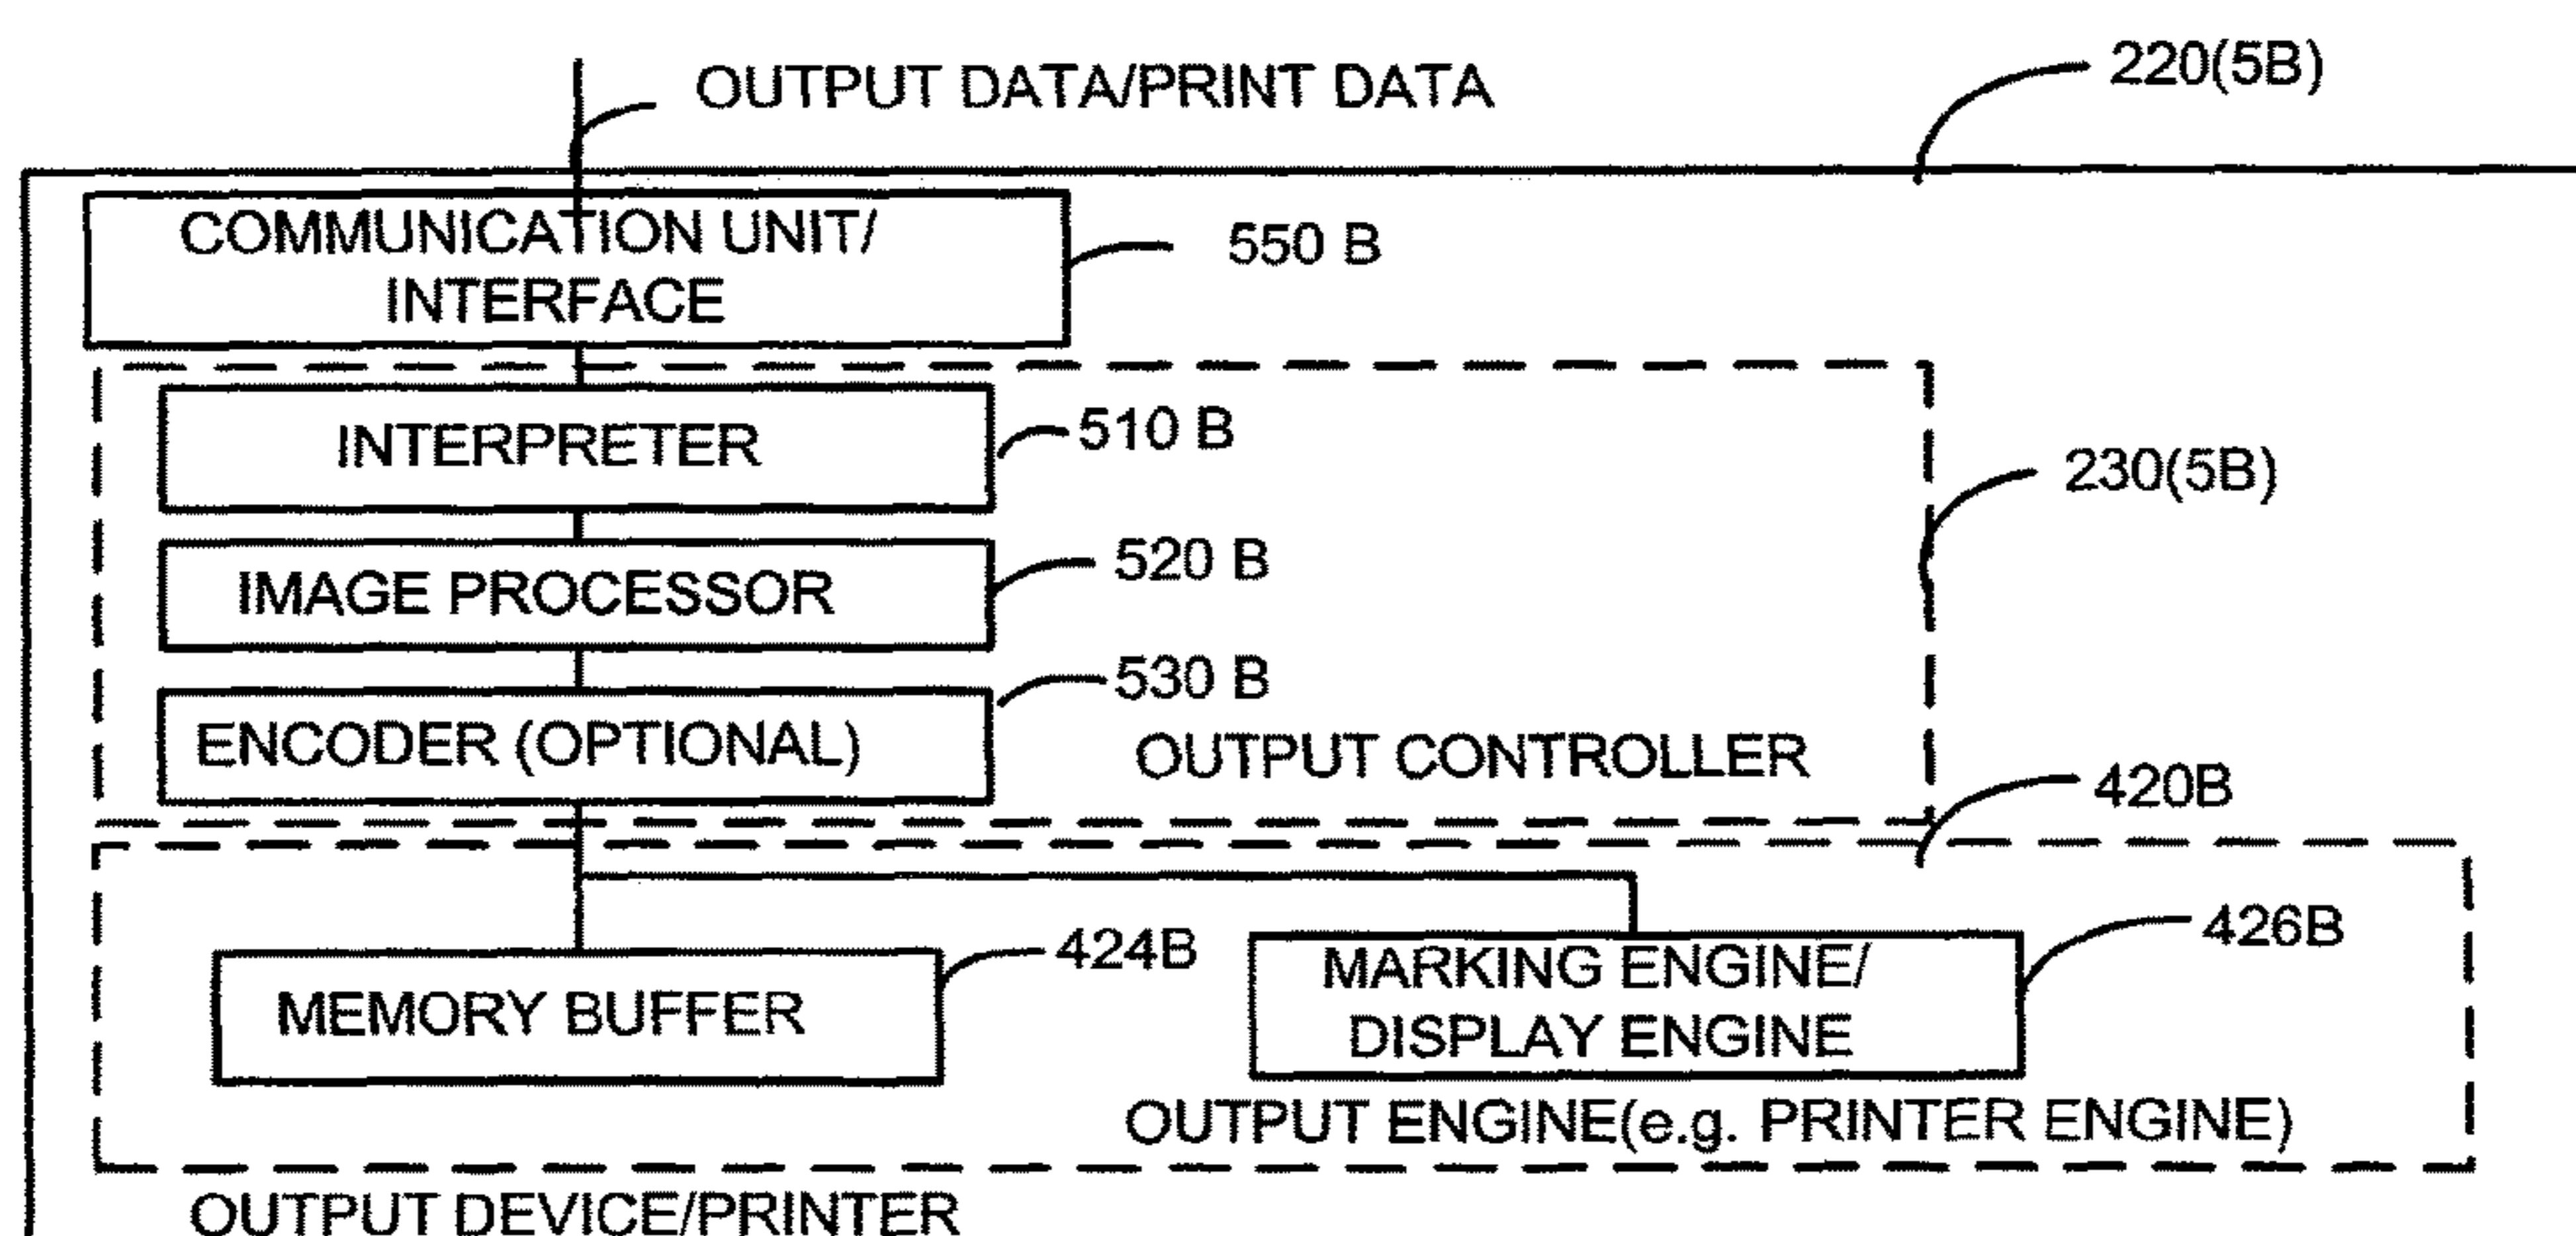 OUTPUT DATA/PRINT DATA
220(5B)
COMMUNICATION UNIT/
INTERFACE
550 B
INTERPRETER
510 B
230(5B)
IMAGE PROCESSOR
520 B
ENCODER (OPTIONAL)
530 B
OUTPUT CONTROLLER
420B
MEMORY BUFFER
424B
MARKING ENGINE/
DISPLAY ENGINE
426B
OUTPUT ENGINE(e.g. PRINTER ENGINE)
OUTPUT DEVICE/PRINTER